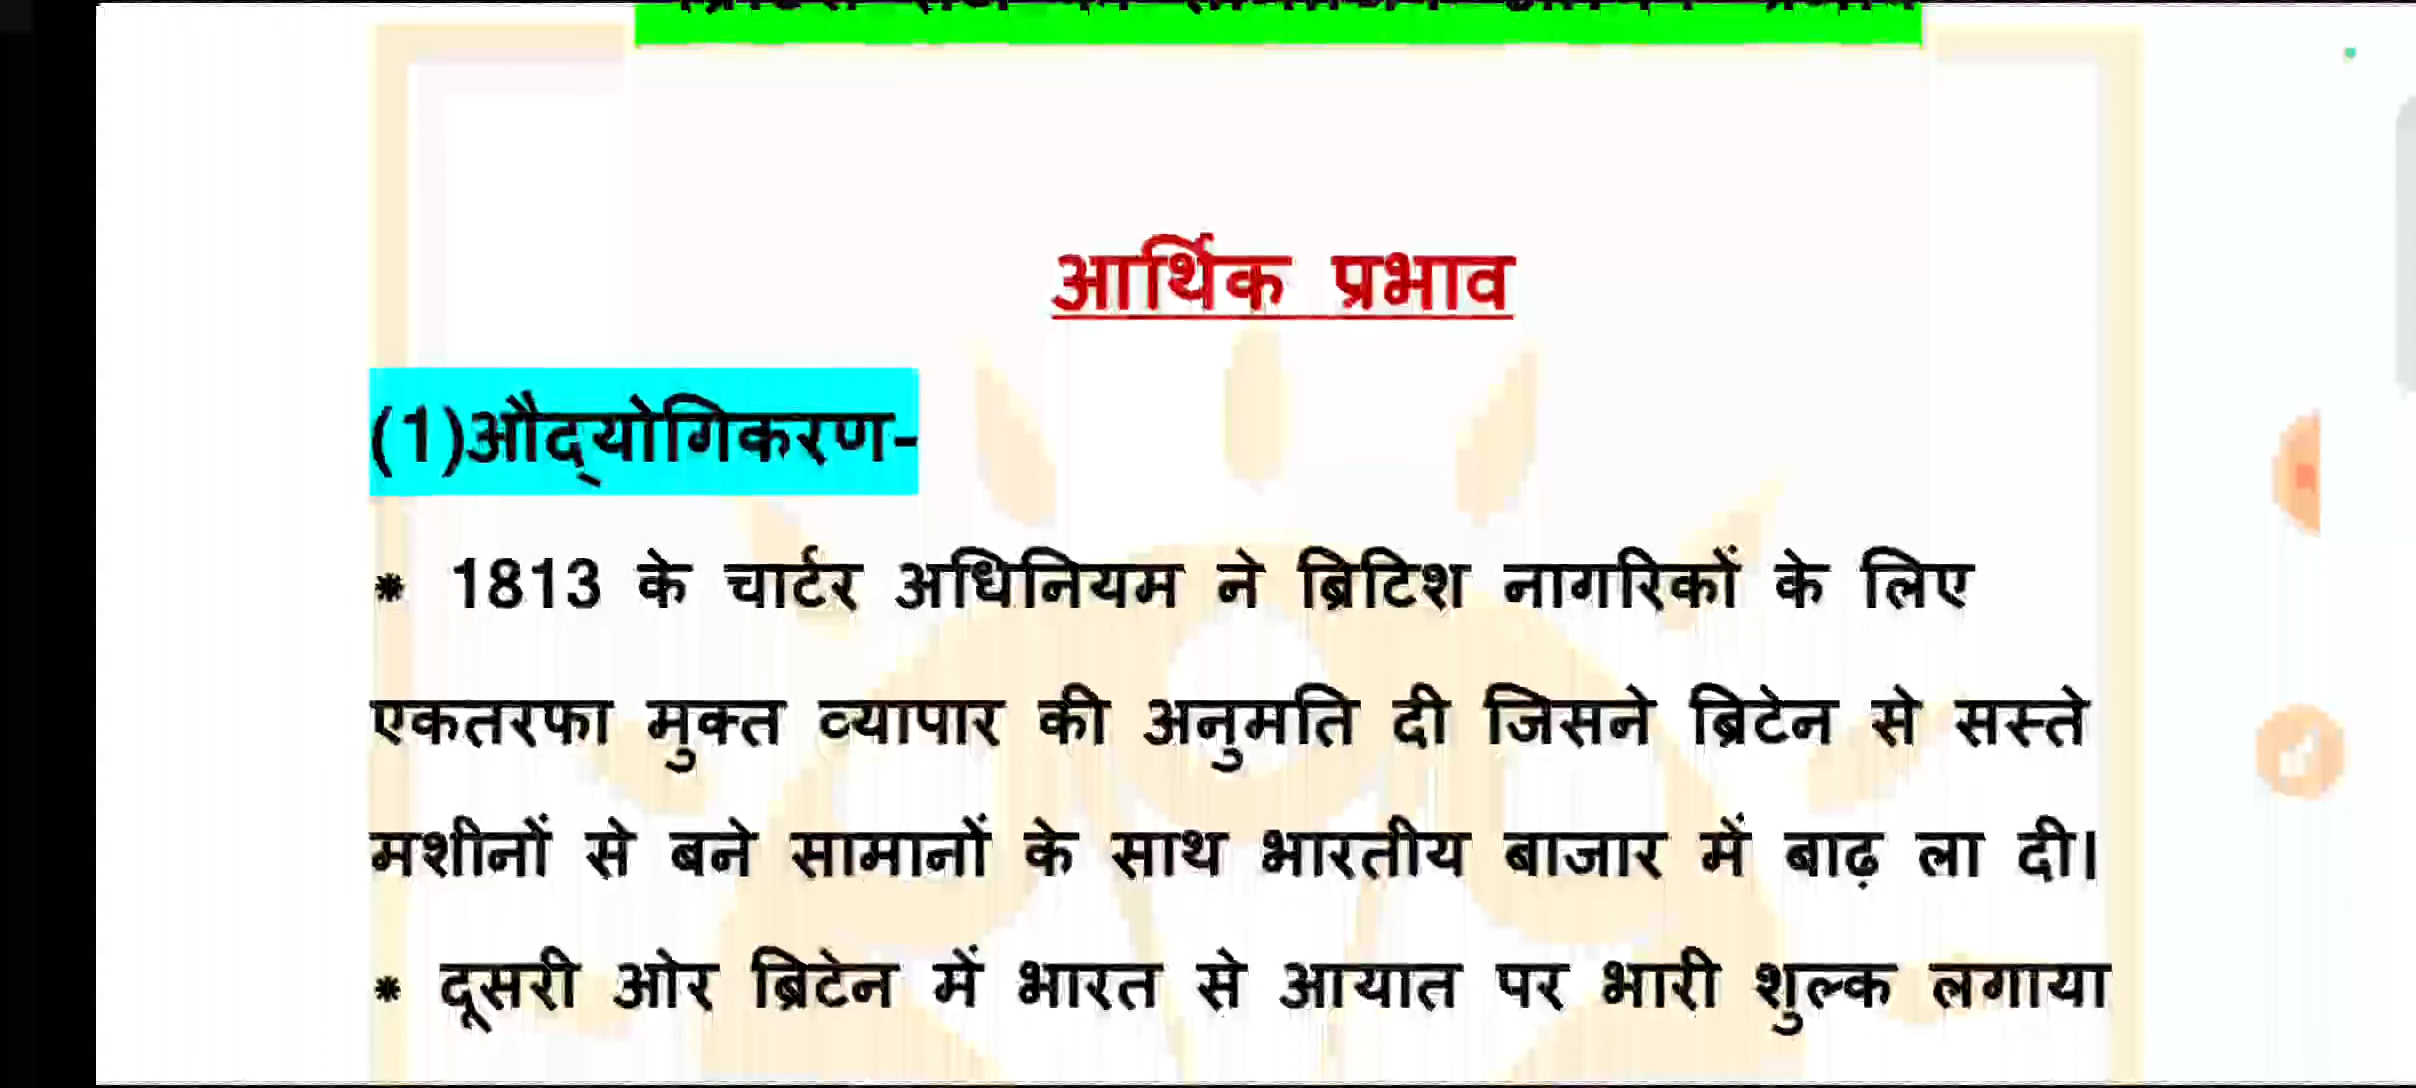 आर्थिक प्रभाव
(1)औद्योगिकरण-
* 1813 के चार्टर अधिनियम ने ब्रिटिश नागरिकों के लिए
एकतरफा मुक्त व्यापार की अनुमति दी जिसने ब्रिटेन से सस्ते
मशीनों से बने सामानों के साथ भारतीय बाजार में बाढ़ ला दी।
* दूसरी ओर ब्रिटेन में भारत से आयात पर भारी शुल्क लगाया